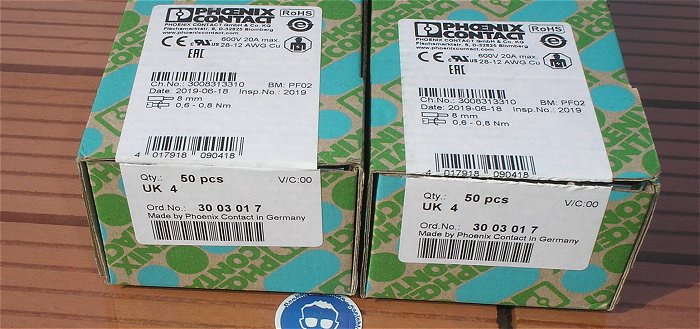 PHOENIX
CONTACT
RoHS
PHOENIX CONTACT GmbH & Co. KG
Flachsmarktstr. 8, D-32825 Blomberg
www.phoenixcontact.com
600V 20A max.
28-12 AWG Cu
EAC
Ch.No.: 3008313310 BM: PF02
Date: 2019-06-18 Insp.No.: 2019
8 mm
0,6 - 0,8 Nm
4 017918 090418
Qty.: 50 pcs V/C:00
UK 4
Ord.No.: 30 03 01 7
Made by Phoenix Contact in Germany
PHOENIX
CONTACT
RoHS
PHOENIX CONTACT GmbH & Co. KG
Flachsmarktstr. 8, D-32825 Blomberg
www.phoenixcontact.com
600V 20A max.
28-12 AWG Cu
EAC
Ch.No.: 3008313310 BM: PF02
Date: 2019-06-18 Insp.No.: 2019
8 mm
0,6 - 0,8 Nm
4 017918 090418
Qty.: 50 pcs V/C:00
UK 4
Ord.No.: 30 03 01 7
Made by Phoenix Contact in Germany